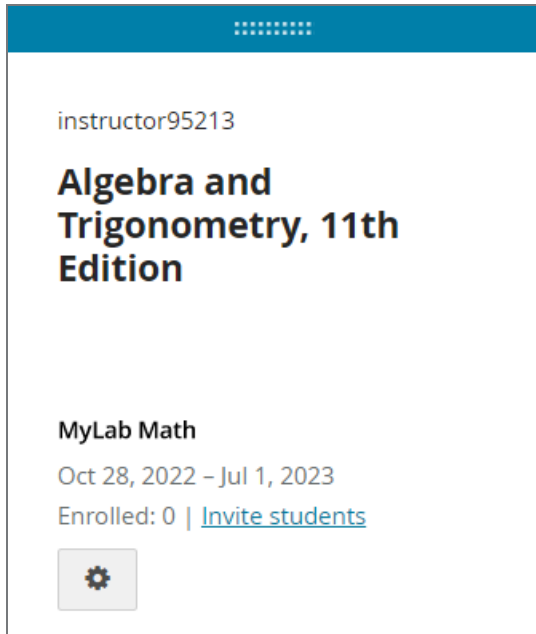 instructor95213
Algebra and
Trigonometry, 11th
Edition
MyLab Math
Oct 28, 2022 – Jul 1, 2023
Enrolled: 0 | Invite students